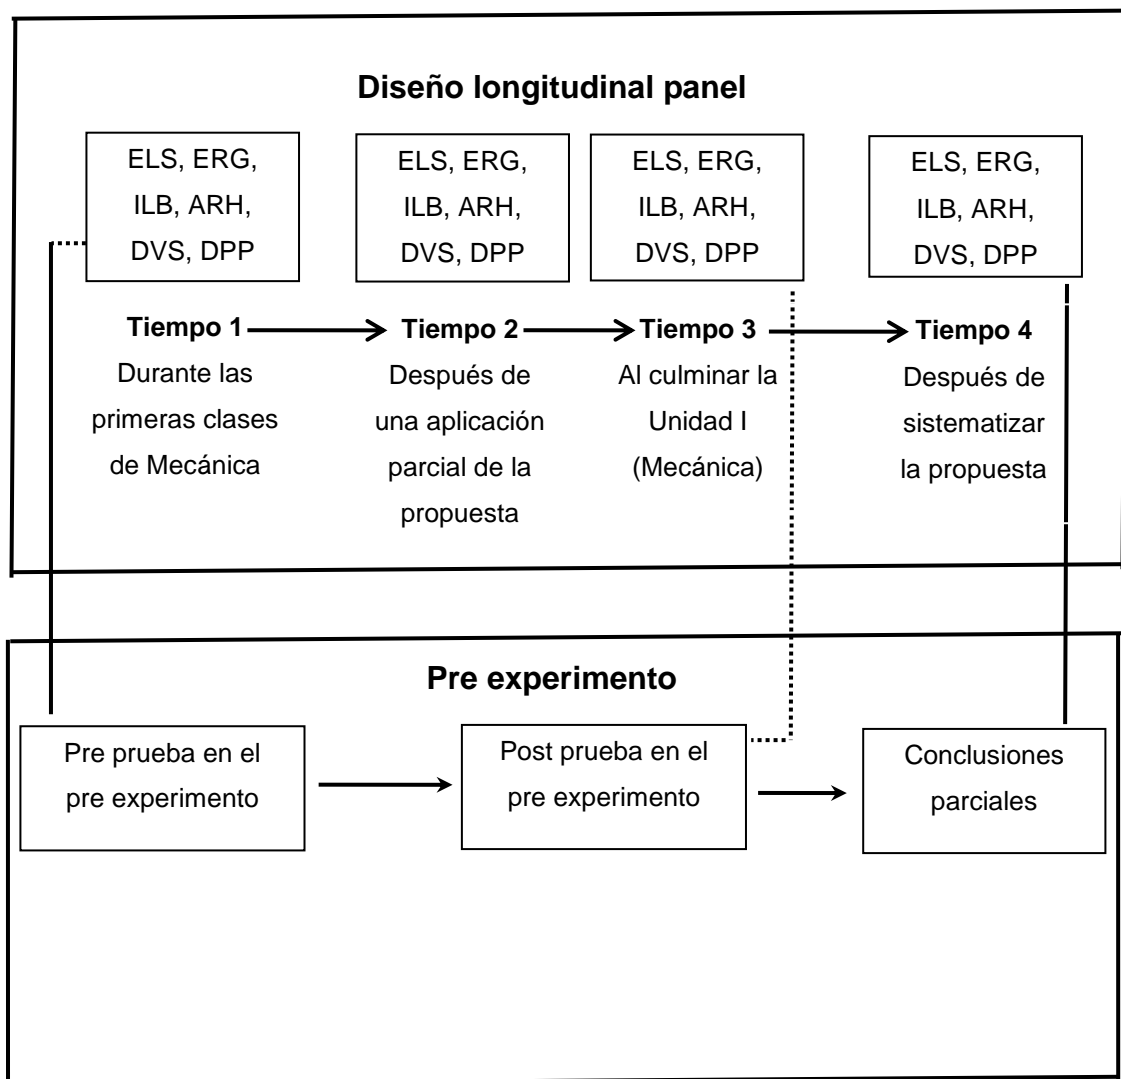 Diseño longitudinal panel
ELS, ERG,
ILB, ARH,
DVS, DPP
ELS, ERG,
ILB, ARH,
DVS, DPP
ELS, ERG,
ILB, ARH,
DVS, DPP
ELS, ERG,
ILB, ARH,
DVS, DPP
Tiempo 1
Durante las
primeras clases
de Mecánica
Tiempo 2
Después de
una aplicación
parcial de la
propuesta
Tiempo 3
Al culminar la
Unidad I
(Mecánica)
Tiempo 4
Después de
sistematizar
la propuesta
Pre experimento
Pre prueba en el
pre experimento
Post prueba en el
pre experimento
Conclusiones
parciales